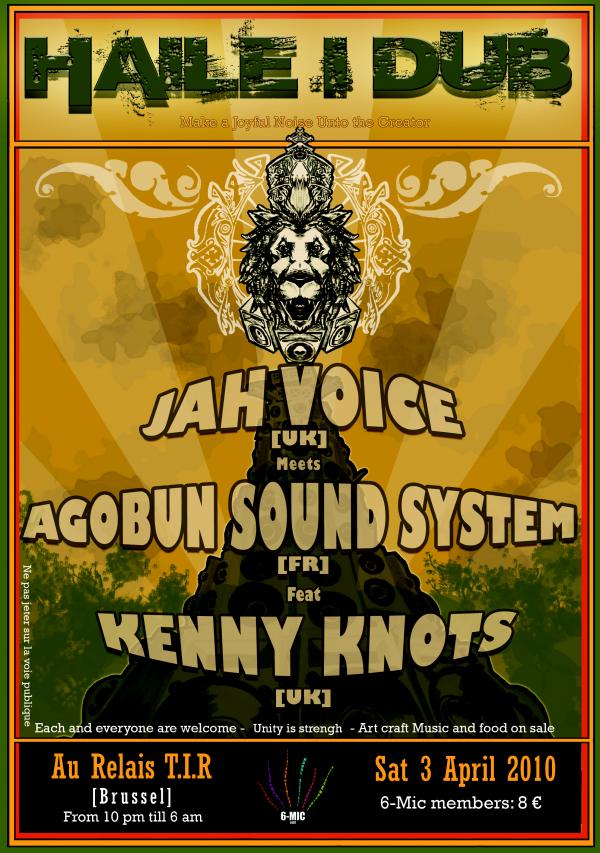 HAILE I DUB
Make a Joyful Noise Unto the Creator
JAH VOICE
[UK]
Meets
AGOBUN SOUND SYSTEM
[FR]
Feat
KENNY KNOTS
[UK]
Ne pas jeter sur la voie publique
Each and everyone are welcome - Unity is strengh - Art craft Music and food on sale
Au Relais T.I.R
[Brussel]
From 10 pm till 6 am
6-MIC
Sat 3 April 2010
6-Mic members: 8 €